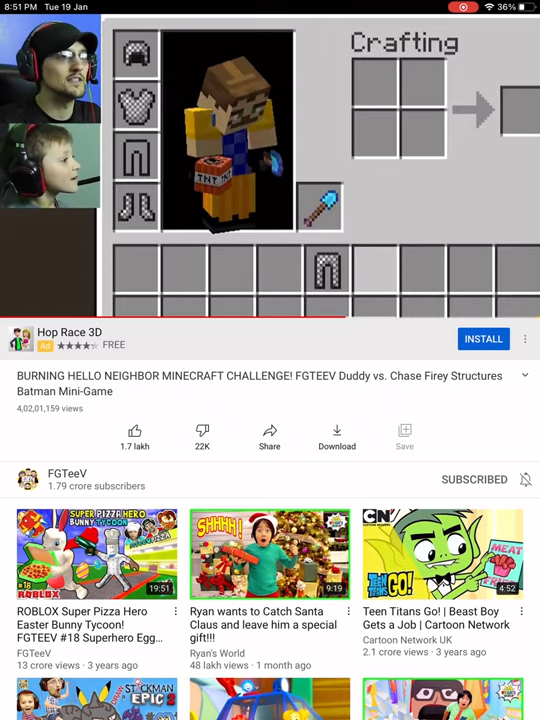 8:51 PM Tue 19 Jan
36%
Crafting
TNT TNT
Hop Race 3D
Ad
FREE
INSTALL
BURNING HELLO NEIGHBOR MINECRAFT CHALLENGE! FGTEEV Duddy vs. Chase Firey Structures
Batman Mini-Game
4,02,01,159 views
1.7 lakh
22K
Share
Download
Save
FGTeeV
1.79 crore subscribers
SUBSCRIBED
SUPER PIZZA HERO
BUNNY TYCOON
#18
ROBLOX
19:51
SHHHH!
9:19
CN
TEEN TITANS
GO!
MEAT
4:52
ROBLOX Super Pizza Hero
Easter Bunny Tycoon!
FGTEEV #18 Superhero Egg...
FGTeeV
13 crore views · 3 years ago
Ryan wants to Catch Santa
Claus and leave him a special
gift!!!
Ryan's World
48 lakh views · 1 month ago
Teen Titans Go! | Beast Boy
Gets a Job | Cartoon Network
Cartoon Network UK
2.1 crore views · 3 years ago
DRAW
A
STICKMAN
EPIC 2